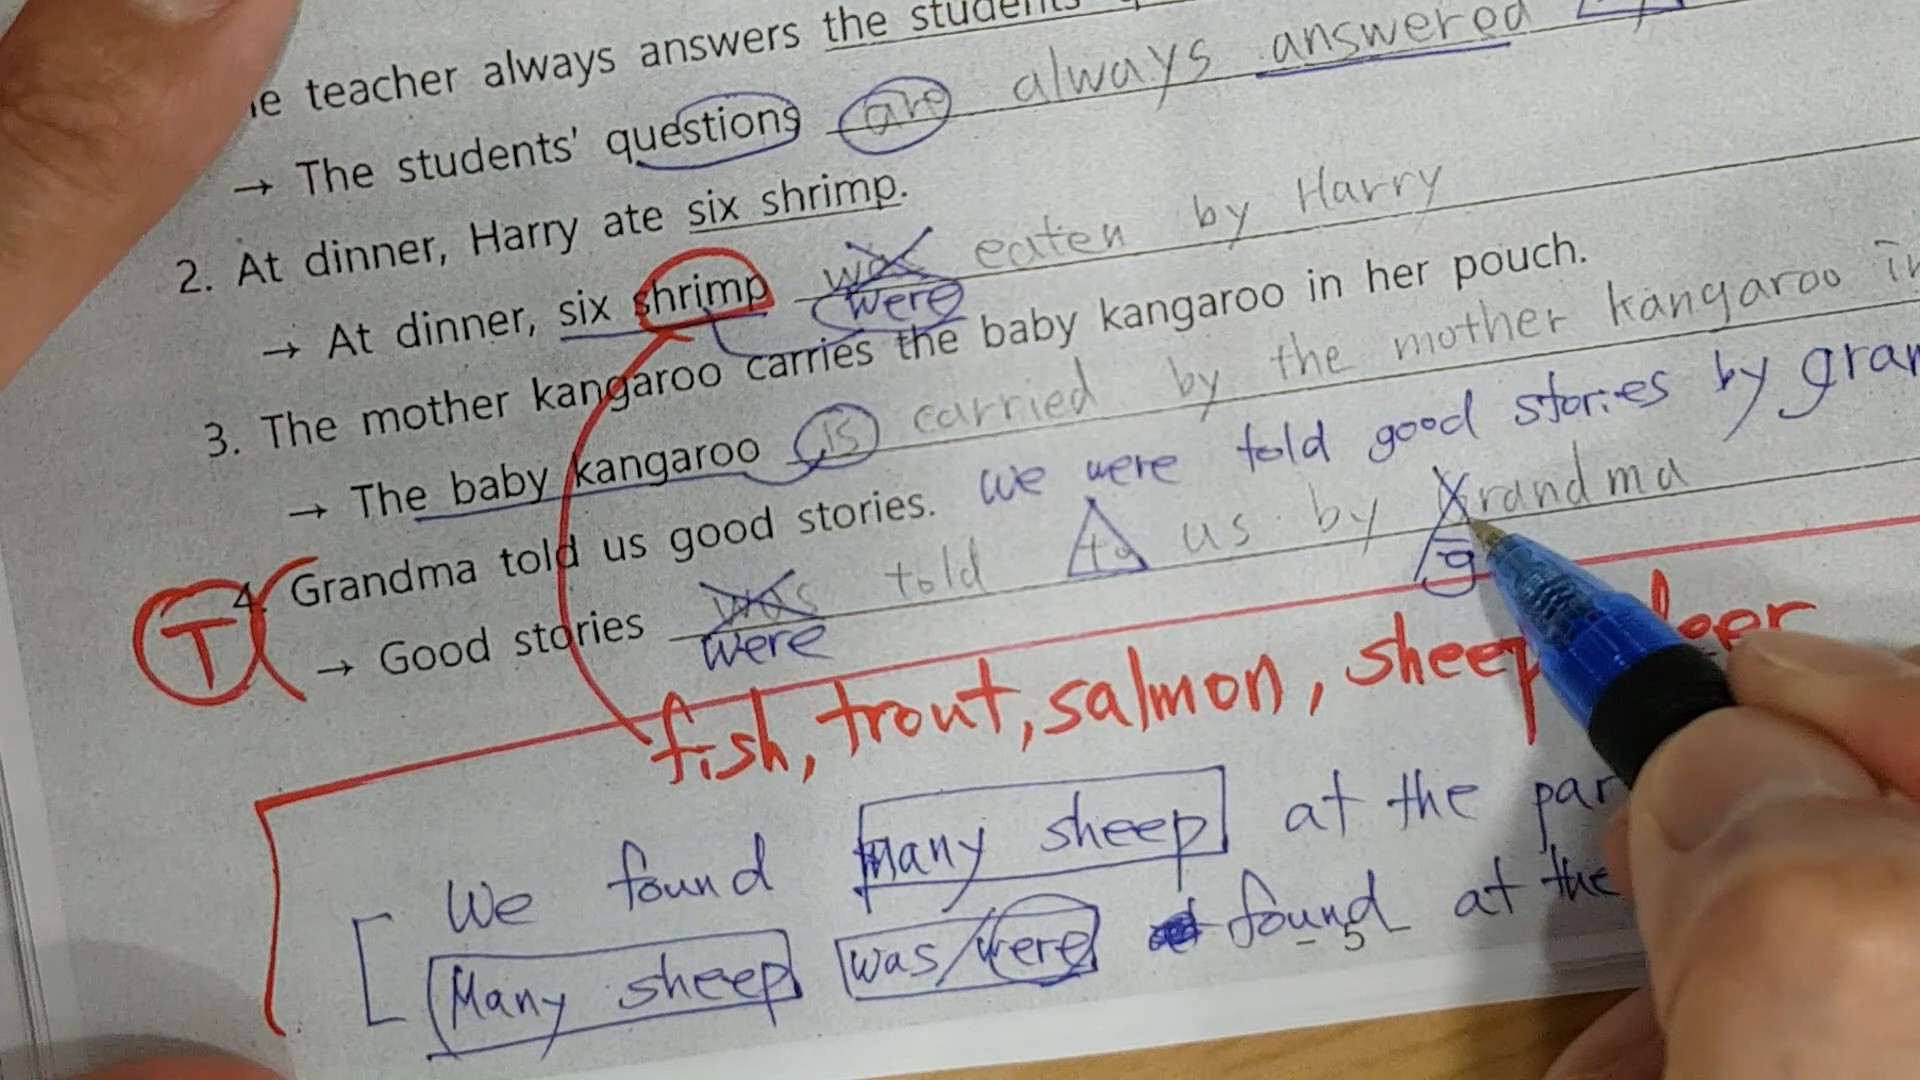 teacher always answers the students'
→ The students' questions are always answered
2. At dinner, Harry ate six shrimp.
→ At dinner, six shrimp was were eaten by Harry
3. The mother kangaroo carries the baby kangaroo in her pouch.
→ The baby kangaroo is carried by the mother kangaroo in
we were told good stories by gran
T 4. Grandma told us good stories.
→ Good stories was were told to us by Grandma g
fish, trout, salmon, sheep, deer
We found many sheep at the par
Many sheep was/were found at the
- 5 -